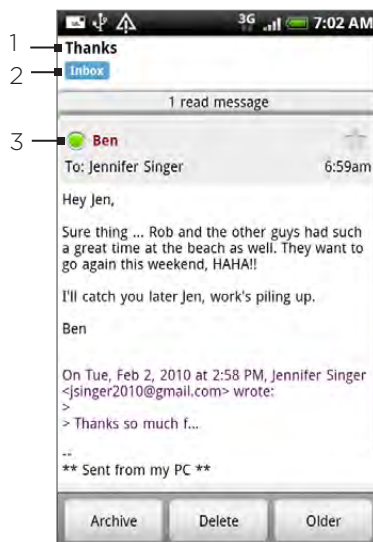 3G 7:02 AM
1 Thanks
2 Inbox
1 read message
3 Ben
To: Jennifer Singer 6:59am
Hey Jen,
Sure thing ... Rob and the other guys had such
a great time at the beach as well. They want to
go again this weekend, HAHA!!
I'll catch you later Jen, work's piling up.
Ben
On Tue, Feb 2, 2010 at 2:58 PM, Jennifer Singer
<jsinger2010@gmail.com> wrote:
>
> Thanks so much f...
--
** Sent from my PC **
Archive Delete Older